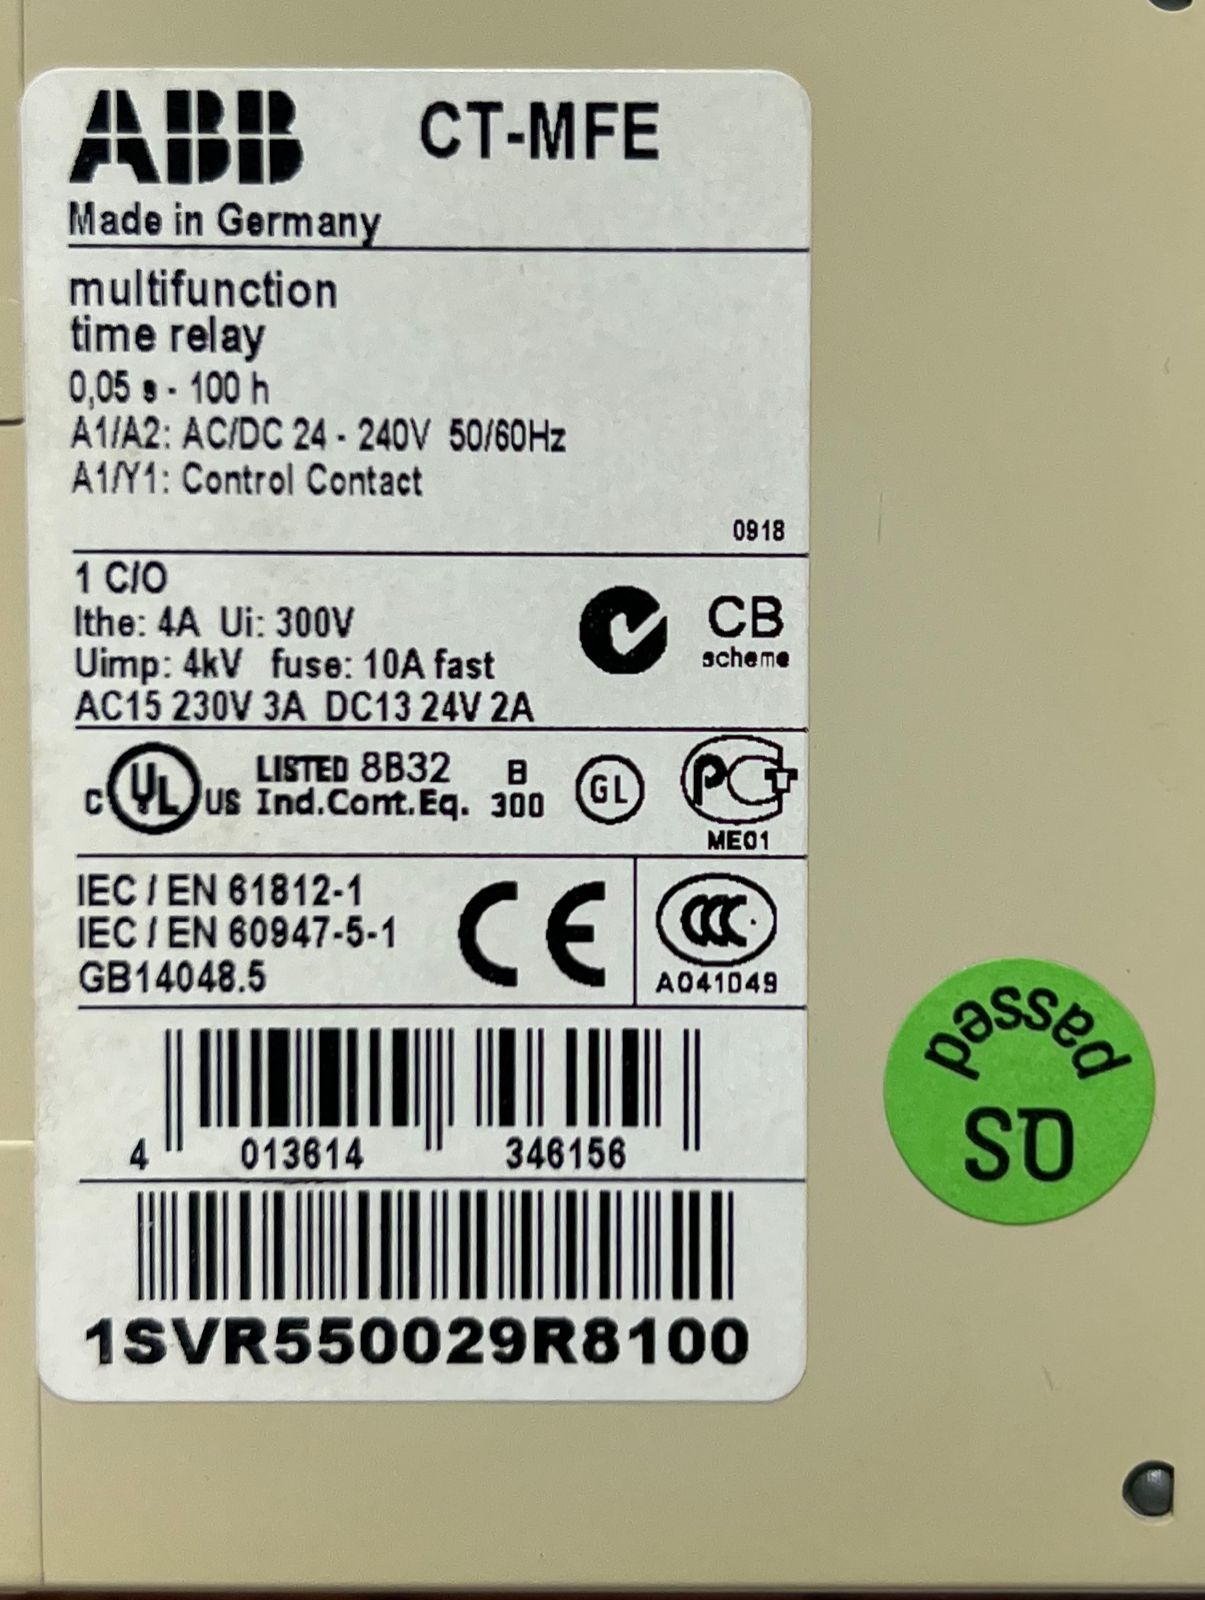 ABB CT-MFE
Made in Germany
multifunction
time relay
0,05 s - 100 h
A1/A2: AC/DC 24 - 240V 50/60Hz
A1/Y1: Control Contact
0918
1 C/O
Ithe: 4A Ui: 300V
Uimp: 4kV fuse: 10A fast
AC15 230V 3A DC13 24V 2A
CB
scheme
C UL US LISTED 8B32
Ind.Cont.Eq.
B
300
GL
PCT
ME01
IEC / EN 61812-1
IEC / EN 60947-5-1
GB14048.5
CE
CCC
A041049
4 013614 346156
1SVR550029R8100
passed
SD